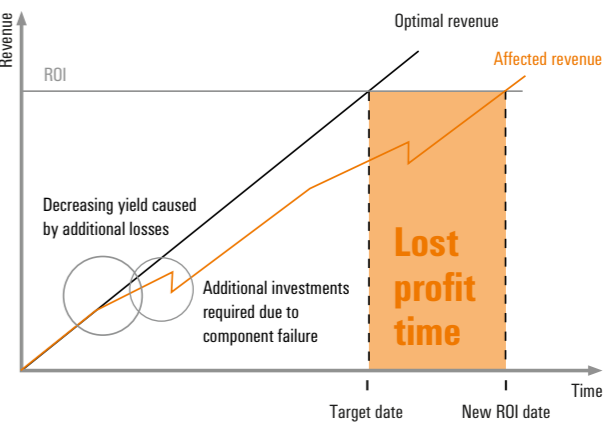 Revenue
Optimal revenue
Affected revenue
ROI
Decreasing yield caused
by additional losses
Additional investments
required due to
component failure
Lost
profit
time
Time
Target date
New ROI date